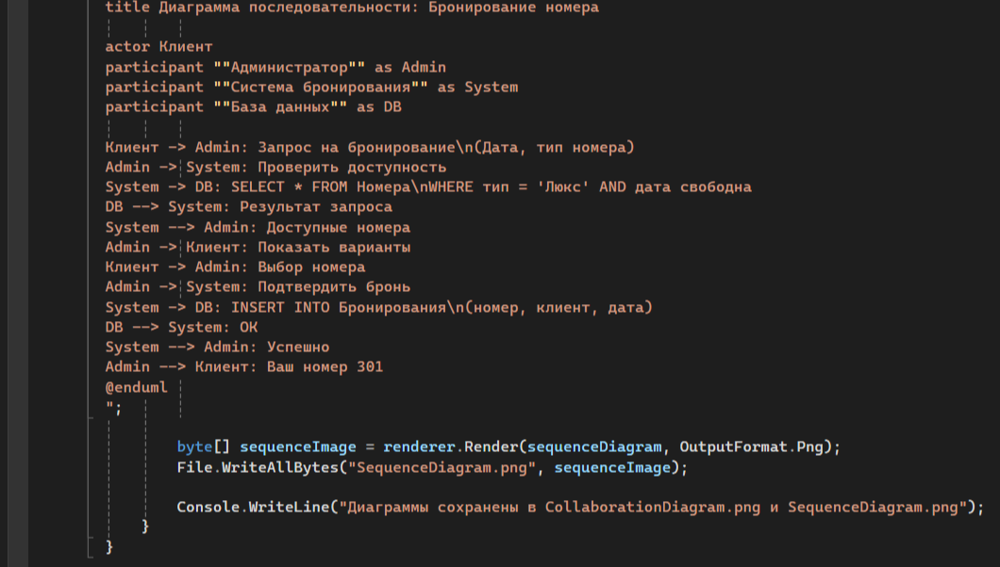 title Диаграмма последовательности: Бронирование номера
actor Клиент
participant ""Администратор"" as Admin
participant ""Система бронирования"" as System
participant ""База данных"" as DB
Клиент -> Admin: Запрос на бронирование\n(Дата, тип номера)
Admin -> System: Проверить доступность
System -> DB: SELECT * FROM Номера\nWHERE тип = 'Люкс' AND дата свободна
DB --> System: Результат запроса
System --> Admin: Доступные номера
Admin -> Клиент: Показать варианты
Клиент -> Admin: Выбор номера
Admin -> System: Подтвердить бронь
System -> DB: INSERT INTO Бронирования\n(номер, клиент, дата)
DB --> System: OK
System --> Admin: Успешно
Admin --> Клиент: Ваш номер 301
@enduml
";
byte[] sequenceImage = renderer.Render(sequenceDiagram, OutputFormat.Png);
File.WriteAllBytes("SequenceDiagram.png", sequenceImage);
Console.WriteLine("Диаграммы сохранены в CollaborationDiagram.png и SequenceDiagram.png");
}
}